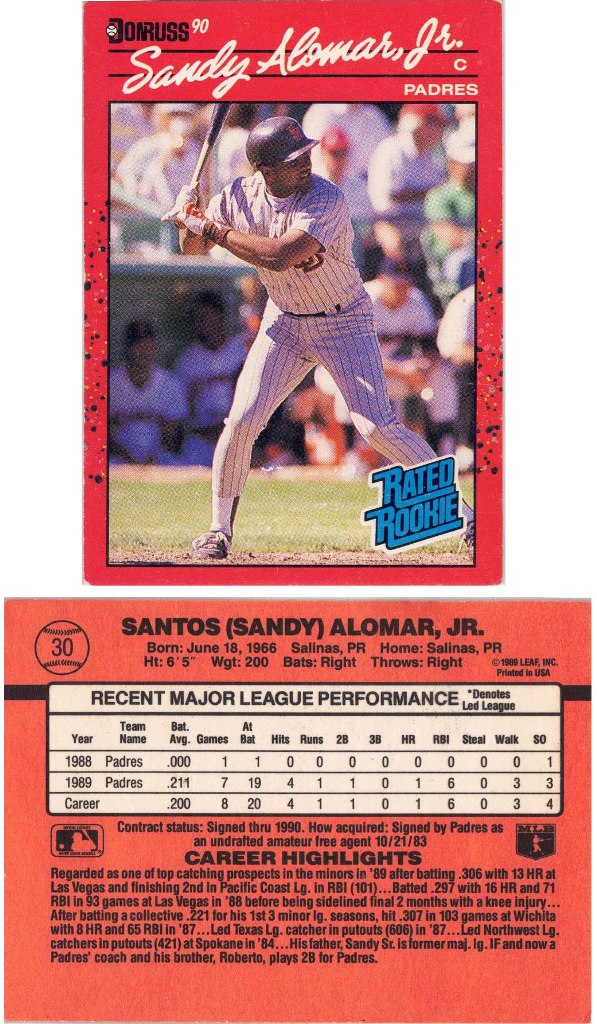 DONRUSS 90
Sandy Alomar, Jr.
C
PADRES
RATED
ROOKIE
30
SANTOS (SANDY) ALOMAR, JR.
Born: June 18, 1966 Salinas, PR Home: Salinas, PR
Ht: 6'5" Wgt: 200 Bats: Right Throws: Right
©1989 LEAF, INC.
Printed in USA
RECENT MAJOR LEAGUE PERFORMANCE *Denotes
Led League
Year Team Name Bat. Avg. Games At Bat Hits Runs 2B 3B HR RBI Steal Walk SO
1988 Padres .000 1 1 0 0 0 0 0 0 0 0 1
1989 Padres .211 7 19 4 1 1 0 1 6 0 3 3
Career .200 8 20 4 1 1 0 1 6 0 3 4
Contract status: Signed thru 1990. How acquired: Signed by Padres as
an undrafted amateur free agent 10/21/83
MLB
CAREER HIGHLIGHTS
Regarded as one of top catching prospects in the minors in '89 after batting .306 with 13 HR at
Las Vegas and finishing 2nd in Pacific Coast Lg. in RBI (101)...Batted .297 with 16 HR and 71
RBI in 93 games at Las Vegas in '88 before being sidelined final 2 months with a knee injury...
After batting a collective .221 for his 1st 3 minor lg. seasons, hit .307 in 103 games at Wichita
with 8 HR and 65 RBI in '87...Led Texas Lg. catcher in putouts (606) in '87...Led Northwest Lg.
catchers in putouts (421) at Spokane in '84...His father, Sandy Sr. is former maj. lg. IF and now a
Padres' coach and his brother, Roberto, plays 2B for Padres.